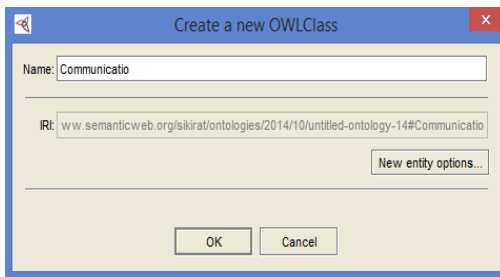 Create a new OWLClass
Name: Communicatio
IRI: ww.semanticweb.org/sikirat/ontologies/2014/10/untitled-ontology-14#Communicatio
New entity options...
OK Cancel